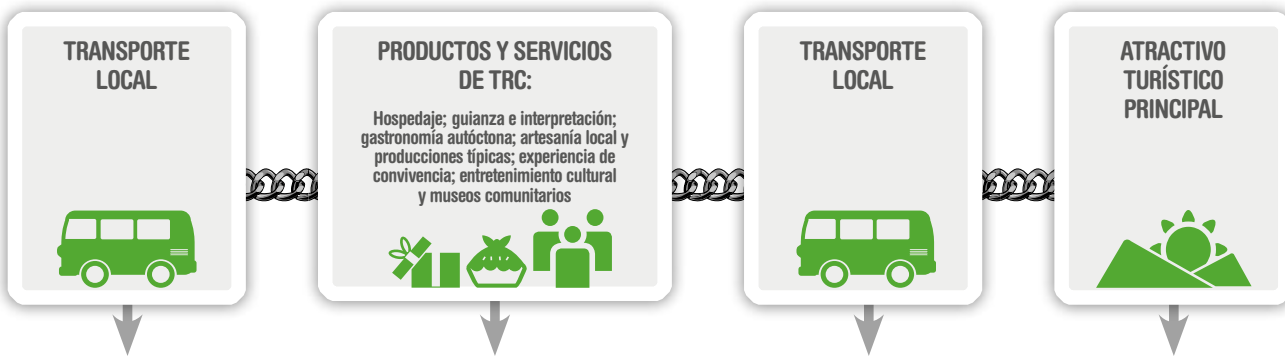 TRANSPORTE
LOCAL
PRODUCTOS Y SERVICIOS
DE TRC:
Hospedaje; guianza e interpretación;
gastronomía autóctona; artesanía local y
producciones típicas; experiencia de
convivencia; entretenimiento cultural
y museos comunitarios
TRANSPORTE
LOCAL
ATRACTIVO
TURÍSTICO
PRINCIPAL